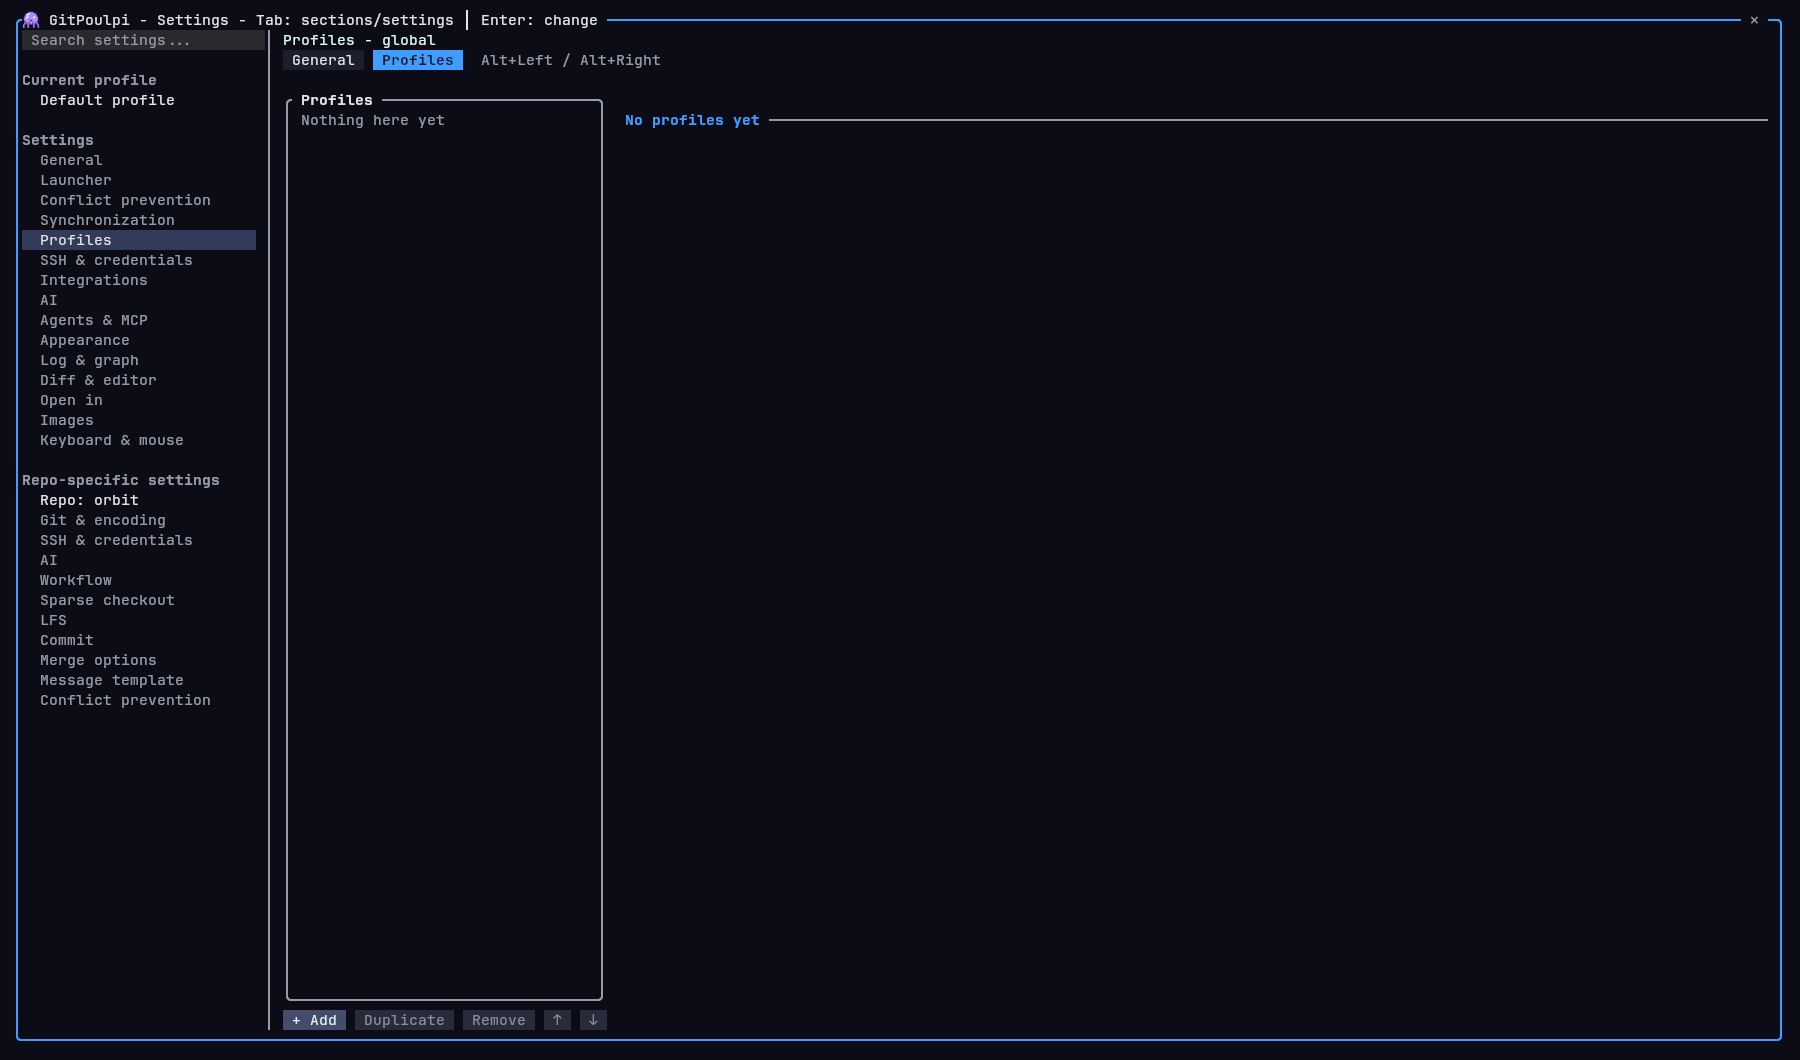 GitPoulpi - Settings - Tab: sections/settings | Enter: change ×
Search settings...
Current profile
Default profile
Settings
General
Launcher
Conflict prevention
Synchronization
Profiles
SSH & credentials
Integrations
AI
Agents & MCP
Appearance
Log & graph
Diff & editor
Open in
Images
Keyboard & mouse
Repo-specific settings
Repo: orbit
Git & encoding
SSH & credentials
AI
Workflow
Sparse checkout
LFS
Commit
Merge options
Message template
Conflict prevention
Profiles - global
General Profiles Alt+Left / Alt+Right
Profiles
Nothing here yet
No profiles yet
+ Add Duplicate Remove ↑ ↓